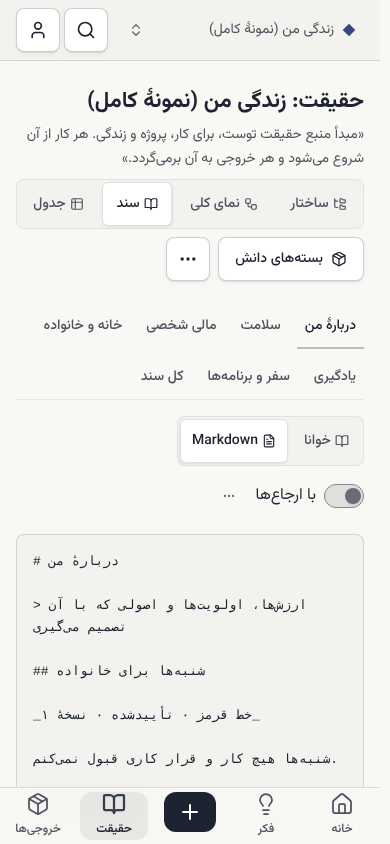 زندگی من (نمونهٔ کامل)
حقیقت: زندگی من (نمونهٔ کامل)
«مبدأ منبع حقیقت توست، برای کار، پروژه و زندگی. هر کار از آن
شروع می‌شود و هر خروجی به آن برمی‌گردد.»
ساختار
نمای کلی
سند
جدول
بسته‌های دانش
دربارهٔ من
سلامت
مالی شخصی
خانه و خانواده
یادگیری
سفر و برنامه‌ها
کل سند
خوانا
Markdown
با ارجاع‌ها
# دربارهٔ من
> ارزش‌ها، اولویت‌ها و اصولی که با آن
تصمیم می‌گیری
## شنبه‌ها برای خانواده
_خط قرمز · تأییدشده · نسخهٔ ۱_
شنبه‌ها هیچ کار و قرار کاری قبول نمی‌کنم.
خانه
فکر
حقیقت
خروجی‌ها